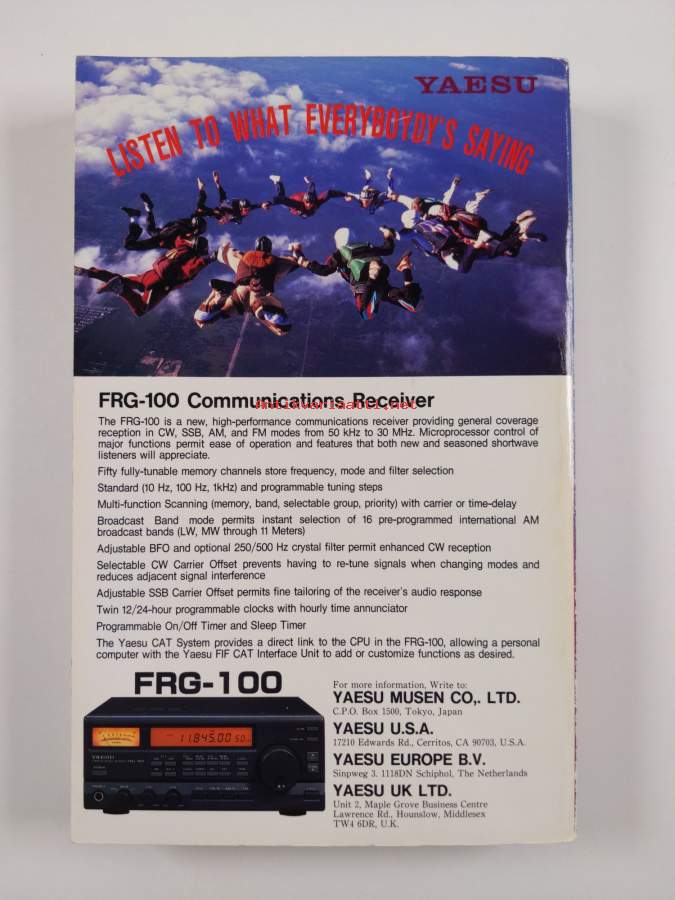 YAESU
LISTEN TO WHAT EVERYBOYDY'S SAYING
FRG-100 Communications Receiver
Antikvariaatti.net
The FRG-100 is a new, high-performance communications receiver providing general coverage
reception in CW, SSB, AM, and FM modes from 50 kHz to 30 MHz. Microprocessor control of
major functions permit ease of operation and features that both new and seasoned shortwave
listeners will appreciate.
Fifty fully-tunable memory channels store frequency, mode and filter selection
Standard (10 Hz, 100 Hz, 1kHz) and programmable tuning steps
Multi-function Scanning (memory, band, selectable group, priority) with carrier or time-delay
Broadcast Band mode permits instant selection of 16 pre-programmed international AM
broadcast bands (LW, MW through 11 Meters)
Adjustable BFO and optional 250/500 Hz crystal filter permit enhanced CW reception
Selectable CW Carrier Offset prevents having to re-tune signals when changing modes and
reduces adjacent signal interference
Adjustable SSB Carrier Offset permits fine tailoring of the receiver's audio response
Twin 12/24-hour programmable clocks with hourly time annunciator
Programmable On/Off Timer and Sleep Timer
The Yaesu CAT System provides a direct link to the CPU in the FRG-100, allowing a personal
computer with the Yaesu FIF CAT Interface Unit to add or customize functions as desired.
FRG-100
11845.00
YAESU
For more information, Write to:
YAESU MUSEN CO,. LTD.
C.P.O. Box 1500, Tokyo, Japan
YAESU U.S.A.
17210 Edwards Rd., Cerritos, CA 90703, U.S.A.
YAESU EUROPE B.V.
Sinpweg 3. 1118DN Schiphol, The Netherlands
YAESU UK LTD.
Unit 2, Maple Grove Business Centre
Lawrence Rd., Hounslow, Middlesex
TW4 6DR, U.K.